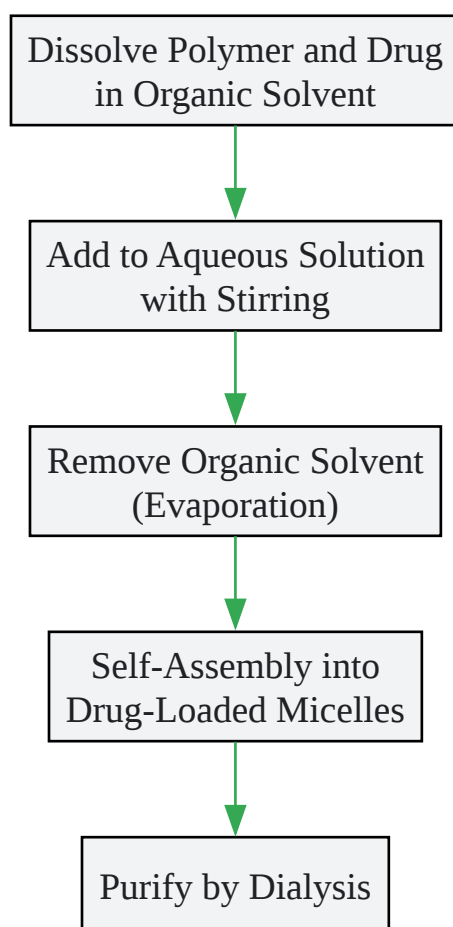 Dissolve Polymer and Drug
in Organic Solvent
Add to Aqueous Solution
with Stirring
Remove Organic Solvent
(Evaporation)
Self-Assembly into
Drug-Loaded Micelles
Purify by Dialysis